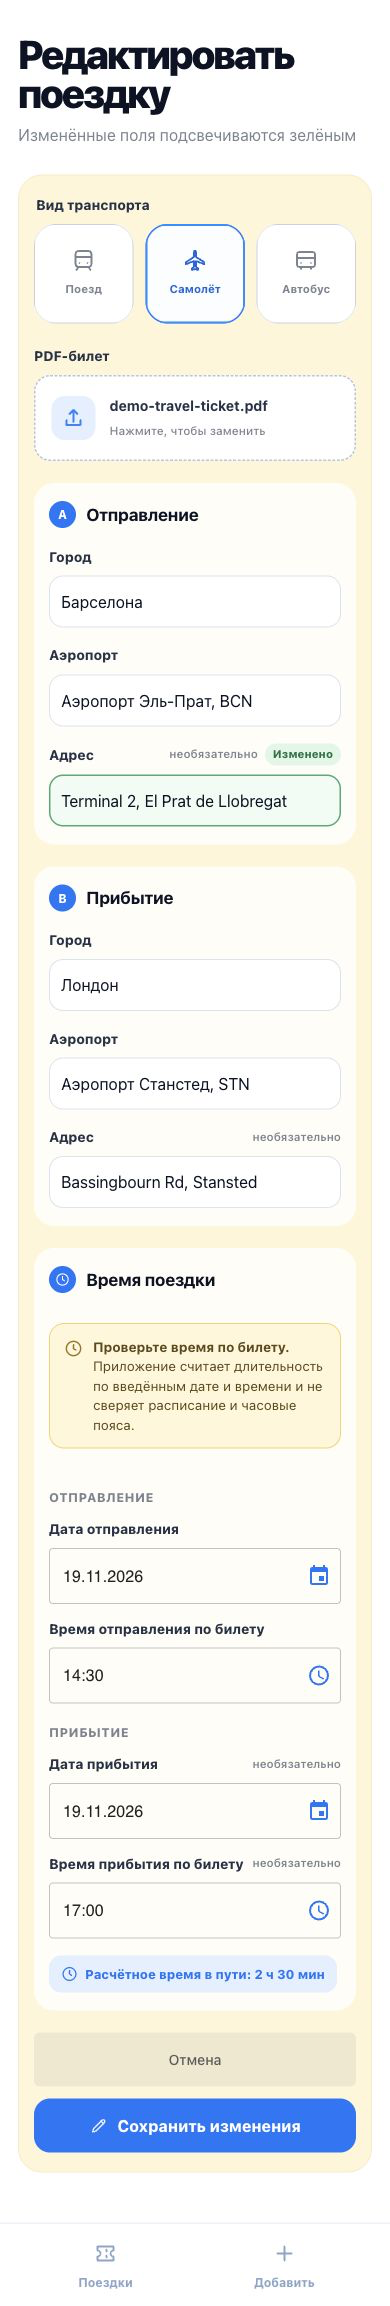 Редактировать
поездку
Изменённые поля подсвечиваются зелёным
Вид транспорта
Поезд
Самолёт
Автобус
PDF-билет
demo-travel-ticket.pdf
Нажмите, чтобы заменить
A Отправление
Город
Барселона
Аэропорт
Аэропорт Эль-Прат, BCN
Адрес необязательно Изменено
Terminal 2, El Prat de Llobregat
B Прибытие
Город
Лондон
Аэропорт
Аэропорт Станстед, STN
Адрес необязательно
Bassingbourn Rd, Stansted
Время поездки
Проверьте время по билету.
Приложение считает длительность
по введённым дате и времени и не
сверяет расписание и часовые
пояса.
ОТПРАВЛЕНИЕ
Дата отправления
19.11.2026
Время отправления по билету
14:30
ПРИБЫТИЕ
Дата прибытия необязательно
19.11.2026
Время прибытия по билету необязательно
17:00
Расчётное время в пути: 2 ч 30 мин
Отмена
Сохранить изменения
Поездки
Добавить